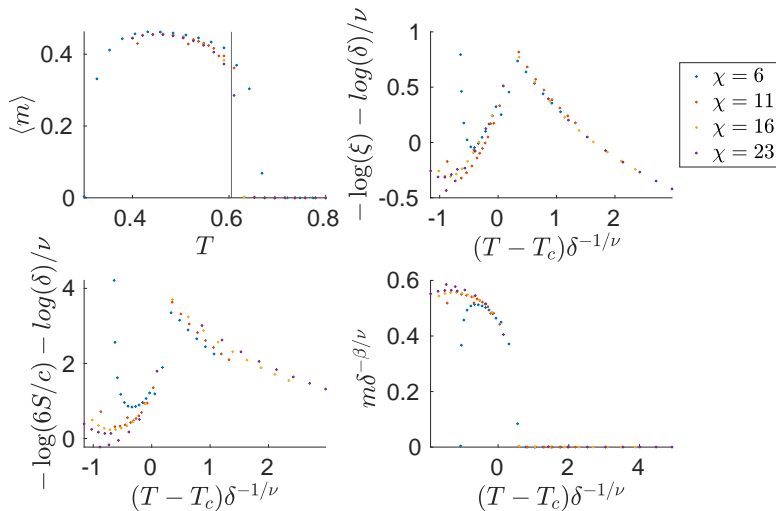 ⟨m⟩
0.4
0.2
0
0.4 0.6 0.8
T
− log(ξ) − log(δ)/ν
1
0.5
0
-0.5
-1 0 1 2
(T − T_c)δ^{−1/ν}
χ = 6
χ = 11
χ = 16
χ = 23
− log(6S/c) − log(δ)/ν
4
2
0
-1 0 1 2
(T − T_c)δ^{−1/ν}
mδ^{−β/ν}
0.6
0.4
0.2
0
0 2 4
(T − T_c)δ^{−1/ν}